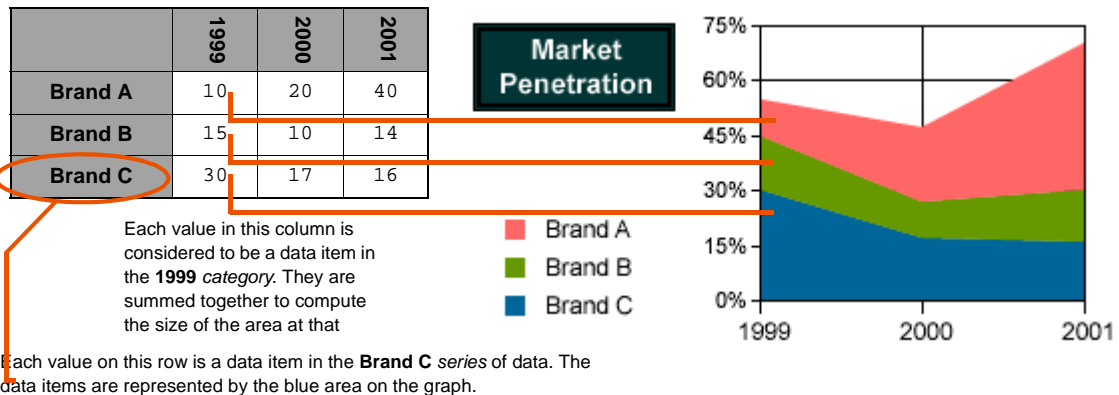 1999 2000 2001
Brand A 10 20 40
Brand B 15 10 14
Brand C 30 17 16
Market
Penetration
75%
60%
45%
30%
15%
0%
1999 2000 2001
Brand A
Brand B
Brand C
Each value in this column is
considered to be a data item in
the 1999 category. They are
summed together to compute
the size of the area at that
Each value on this row is a data item in the Brand C series of data. The
data items are represented by the blue area on the graph.